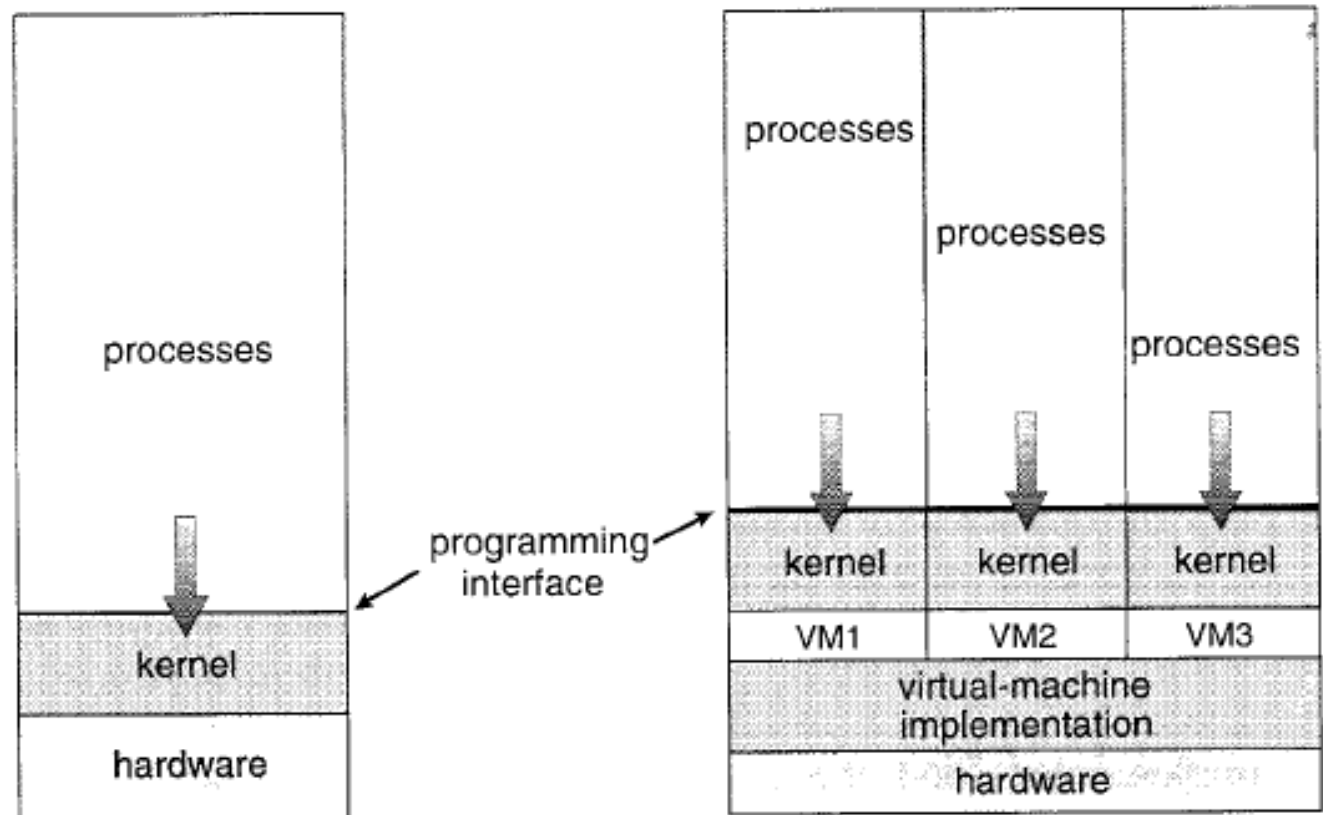 processes
kernel
hardware
programming
interface
processes
processes
processes
kernel
kernel
kernel
VM1
VM2
VM3
virtual-machine
implementation
hardware